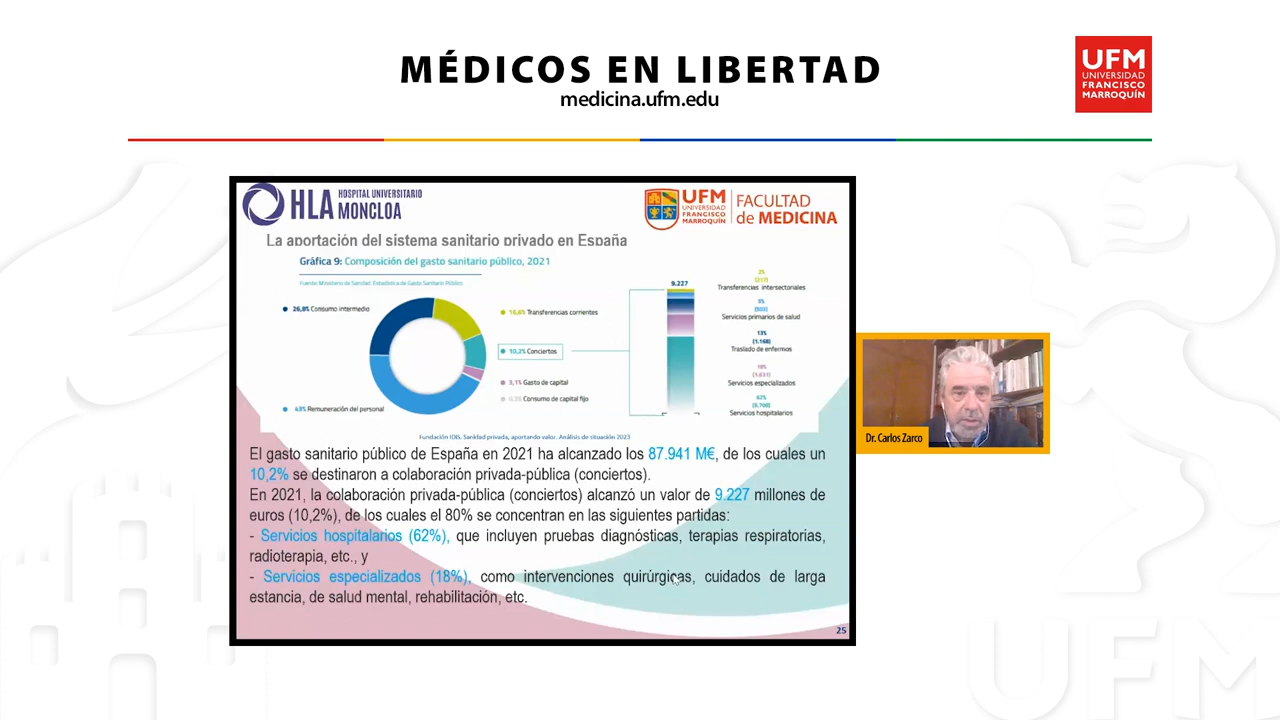 MÉDICOS EN LIBERTAD
medicina.ufm.edu
UFM
UNIVERSIDAD
FRANCISCO
MARROQUÍN
HLA HOSPITAL UNIVERSITARIO
MONCLOA
UFM
UNIVERSIDAD
FRANCISCO
MARROQUÍN
FACULTAD
de MEDICINA
La aportación del sistema sanitario privado en España
Gráfica 9: Composición del gasto sanitario público, 2021
Fuente: Ministerio de Sanidad. Estadística de Gasto Sanitario Público
26,8% Consumo intermedio
16,6% Transferencias corrientes
10,2% Conciertos
3,1% Gasto de capital
0,3% Consumo de capital fijo
43% Remuneración del personal
9.227
2%
(217)
Transferencias intersectoriales
5%
Servicios primarios de salud
13%
(1.168)
Traslado de enfermos
18%
(1.631)
Servicios especializados
62%
Servicios hospitalarios
Fundación IDIS. Sanidad privada, aportando valor. Análisis de situación 2023
El gasto sanitario público de España en 2021 ha alcanzado los 87.941 M€, de los cuales un
10,2% se destinaron a colaboración privada-pública (conciertos).
En 2021, la colaboración privada-pública (conciertos) alcanzó un valor de 9.227 millones de
euros (10,2%), de los cuales el 80% se concentran en las siguientes partidas:
- Servicios hospitalarios (62%), que incluyen pruebas diagnósticas, terapias respiratorias,
radioterapia, etc., y
- Servicios especializados (18%), como intervenciones quirúrgicas, cuidados de larga
estancia, de salud mental, rehabilitación, etc.
25
Dr. Carlos Zarco
UFM